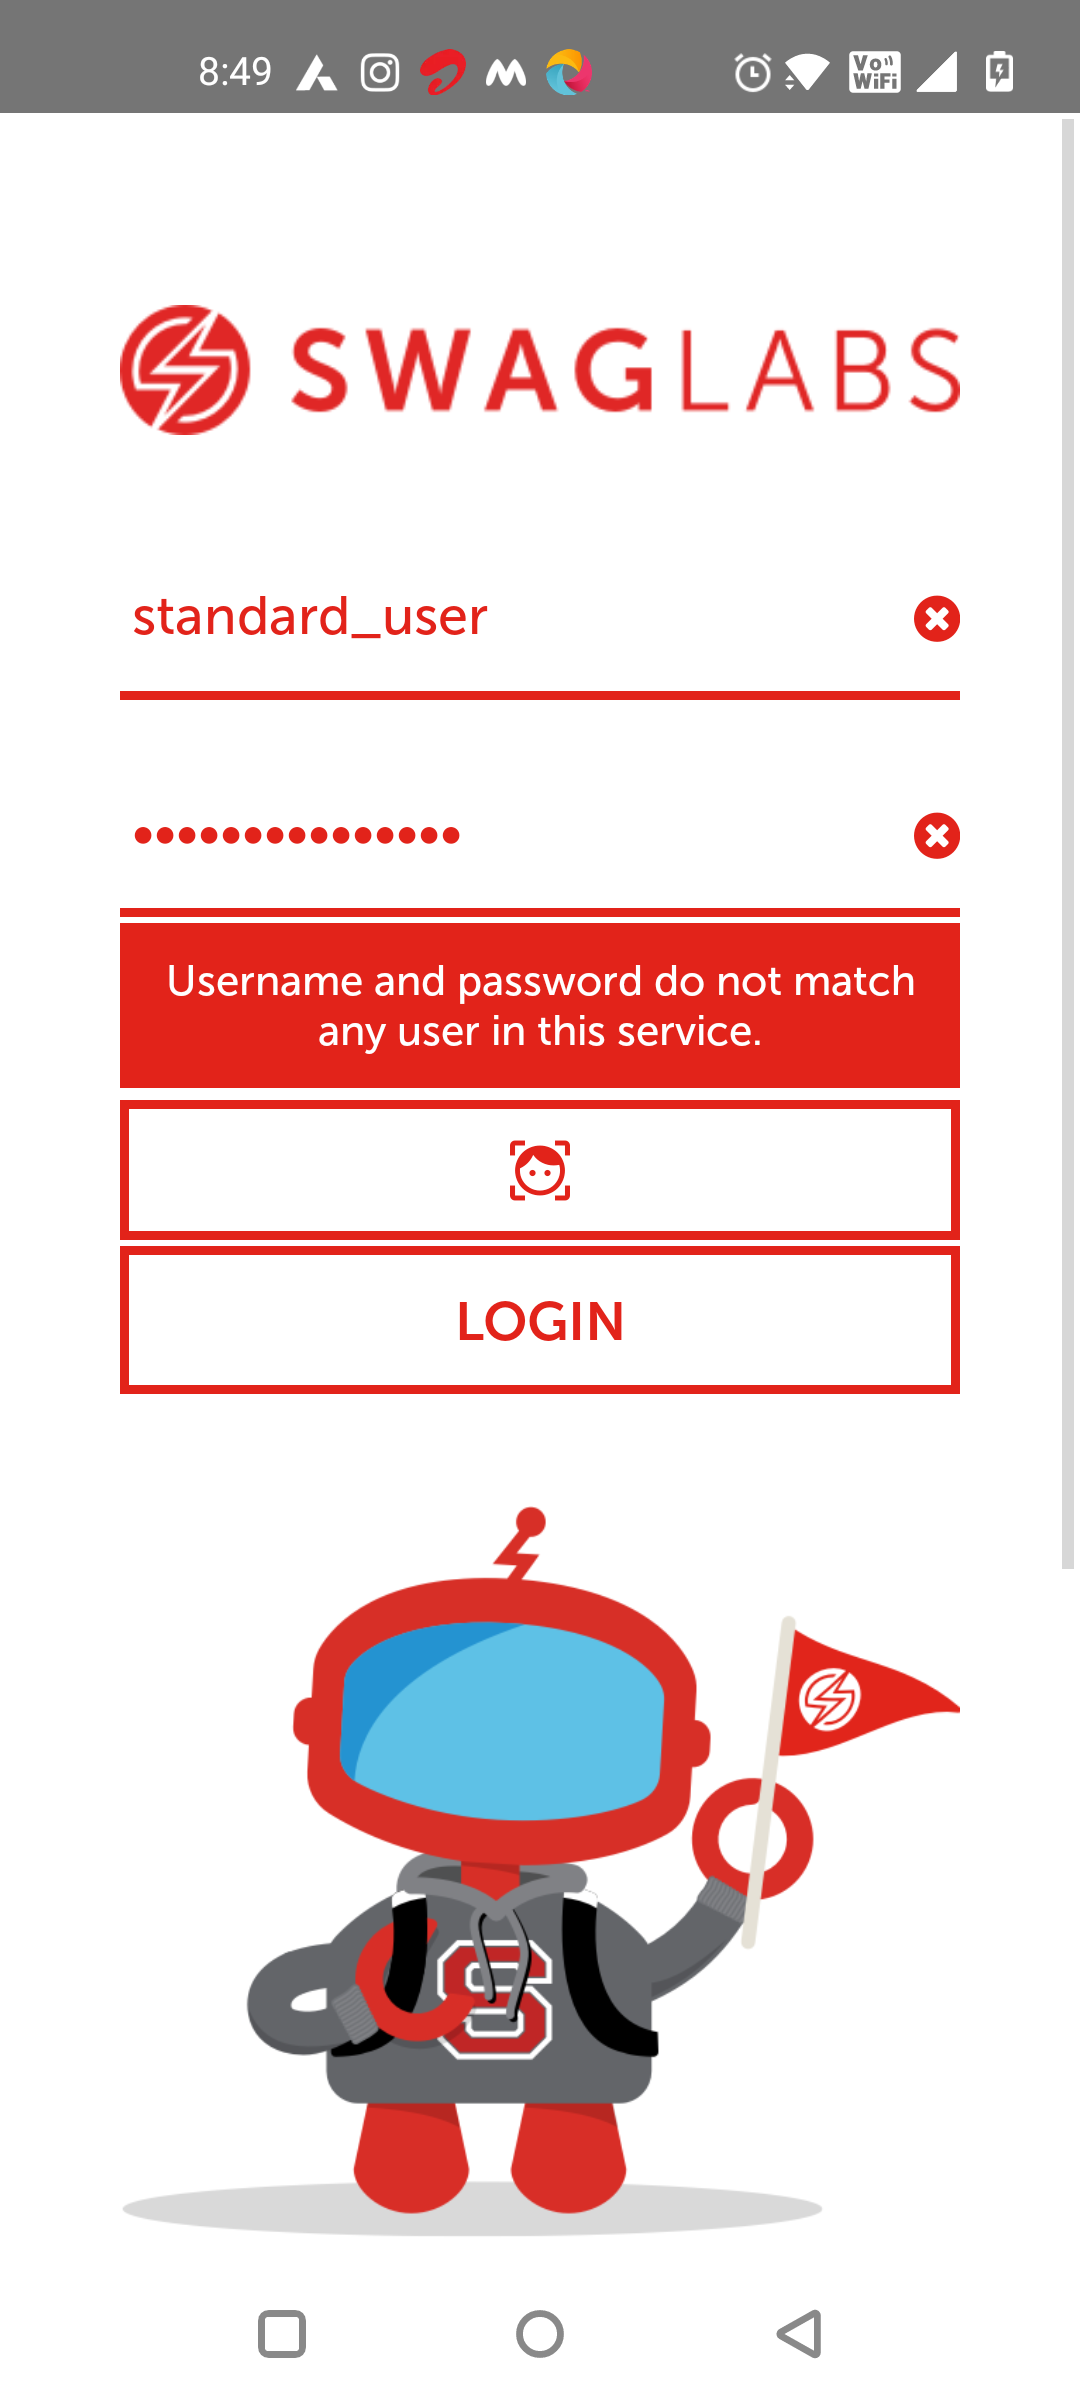 8:49
Vo WiFi
SWAGLABS
standard_user
•••••••••••••••
Username and password do not match
any user in this service.
LOGIN
S